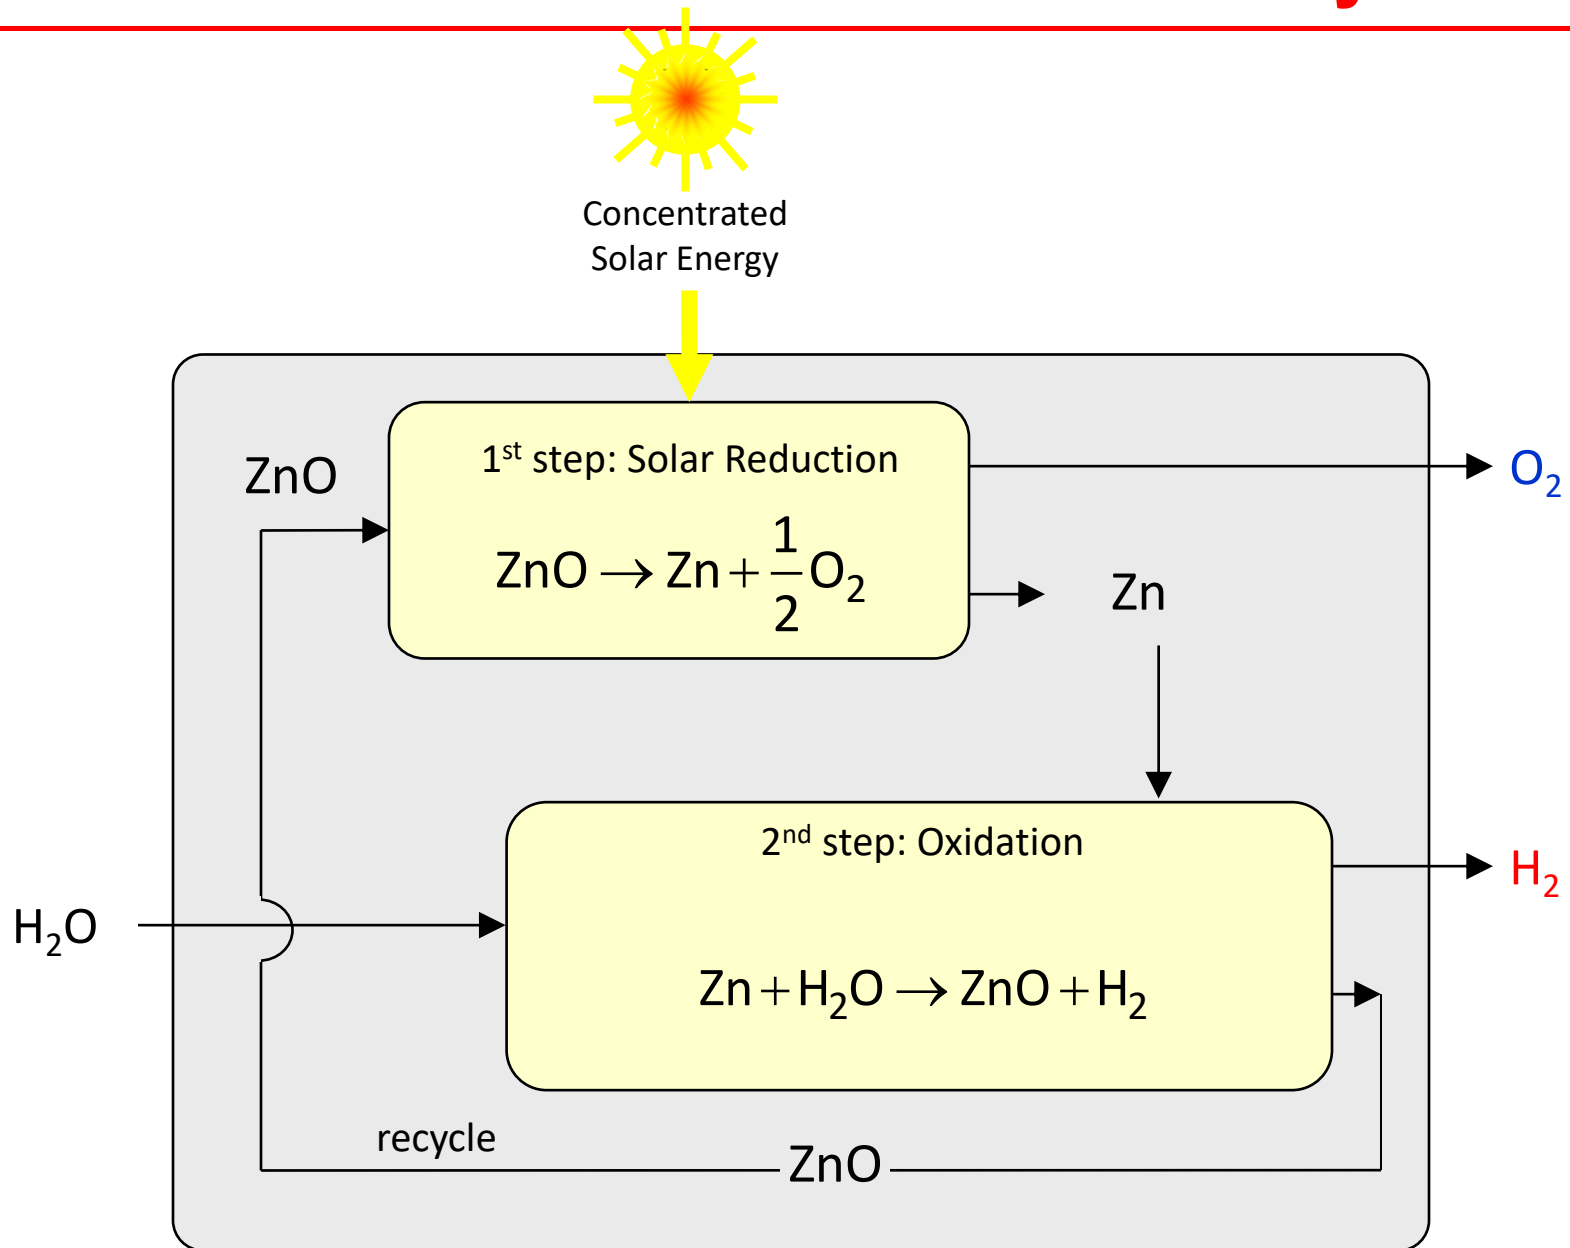 Concentrated
Solar Energy
1st step: Solar Reduction
ZnO
ZnO → Zn + 1/2 O₂
O₂
Zn
2nd step: Oxidation
H₂
H₂O
Zn + H₂O → ZnO + H₂
recycle
ZnO